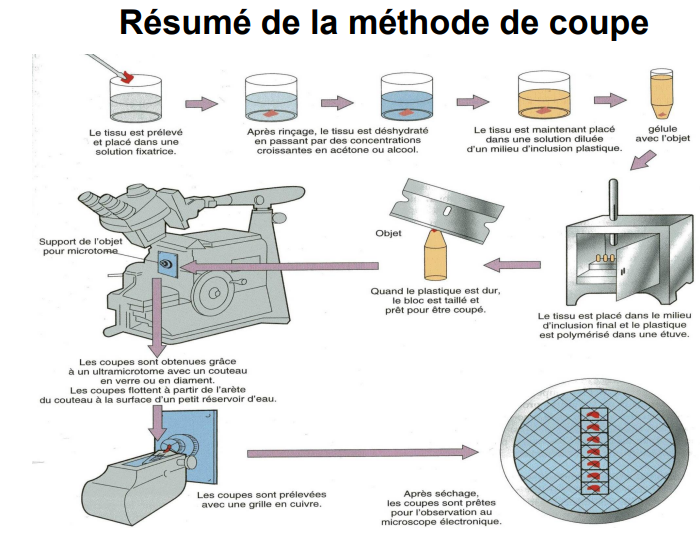 Résumé de la méthode de coupe
Le tissu est prélevé
et placé dans une
solution fixatrice.
Après rinçage, le tissu est déshydraté
en passant par des concentrations
croissantes en acétone ou alcool.
Le tissu est maintenant placé
dans une solution diluée
d'un milieu d'inclusion plastique.
gélule
avec l'objet
Support de l'objet
pour microtome
Objet
Quand le plastique est dur,
le bloc est taillé et
prêt pour être coupé.
Le tissu est placé dans le milieu
d'inclusion final et le plastique
est polymérisé dans une étuve.
Les coupes sont obtenues grâce
à un ultramicrotome avec un couteau
en verre ou en diament.
Les coupes flottent à partir de l'arète
du couteau à la surface d'un petit réservoir d'eau.
Les coupes sont prélevées
avec une grille en cuivre.
Après séchage,
les coupes sont prêtes
pour l'observation au
microscope électronique.